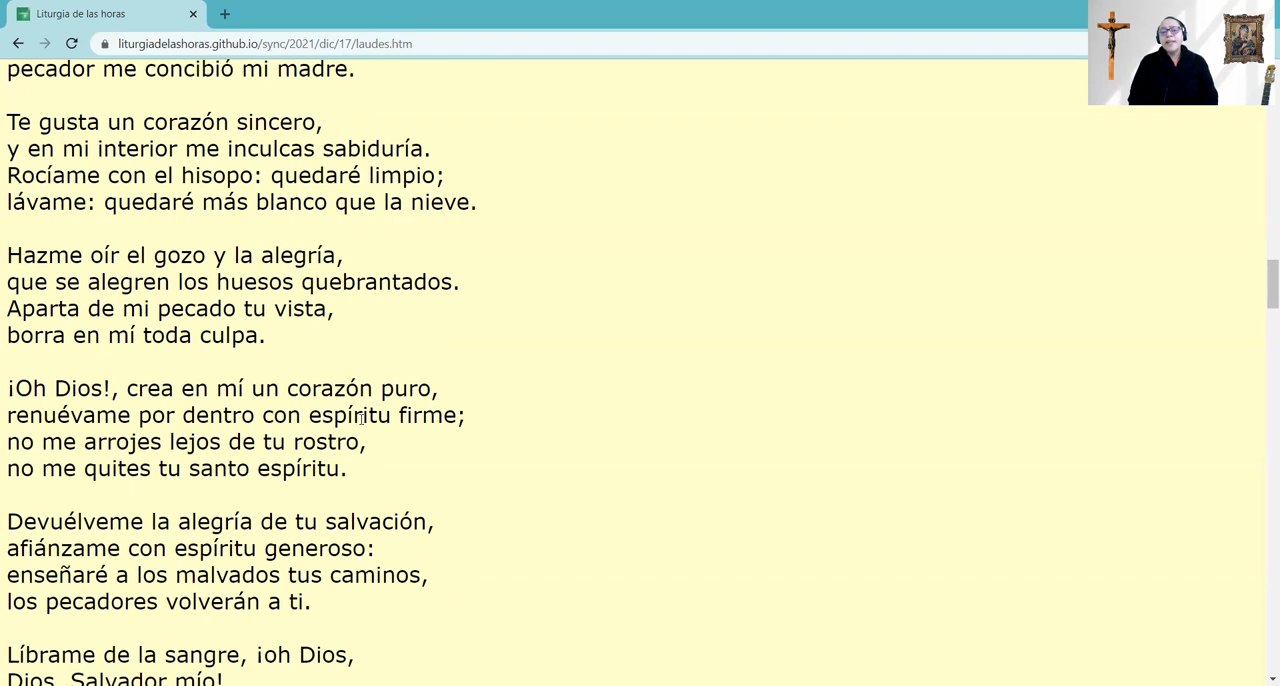 Liturgia de las horas
liturgiadelashoras.github.io/sync/2021/dic/17/laudes.htm
pecador me concibió mi madre.
Te gusta un corazón sincero,
y en mi interior me inculcas sabiduría.
Rocíame con el hisopo: quedaré limpio;
lávame: quedaré más blanco que la nieve.
Hazme oír el gozo y la alegría,
que se alegren los huesos quebrantados.
Aparta de mi pecado tu vista,
borra en mí toda culpa.
¡Oh Dios!, crea en mí un corazón puro,
renuévame por dentro con espíritu firme;
no me arrojes lejos de tu rostro,
no me quites tu santo espíritu.
Devuélveme la alegría de tu salvación,
afiánzame con espíritu generoso:
enseñaré a los malvados tus caminos,
los pecadores volverán a ti.
Líbrame de la sangre, ¡oh Dios,
Dios, Salvador mío!